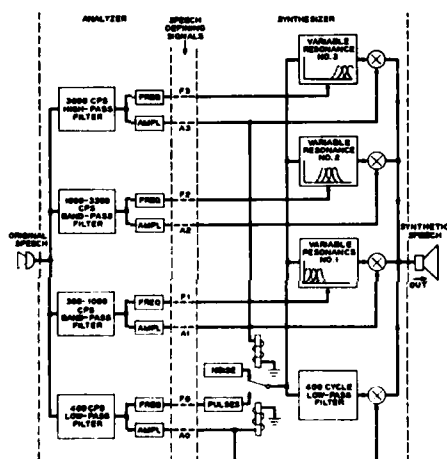 ANALYZER
SPEECH
DEFINING
SIGNALS
SYNTHESIZER
3000 CPS
HIGH-PASS
FILTER
FREQ
AMPL
F3
A3
VARIABLE
RESONANCE
NO. 3
1000-3300
CPS
BAND-PASS
FILTER
FREQ
AMPL
F2
A2
VARIABLE
RESONANCE
NO. 2
ORIGINAL
SPEECH
SYNTHETIC
SPEECH
OUT
300-1000
CPS
BAND-PASS
FILTER
FREQ
AMPL
F1
A1
VARIABLE
RESONANCE
NO. 1
NOISE
PULSES
400 CPS
LOW-PASS
FILTER
FREQ
AMPL
F0
A0
400 CYCLE
LOW-PASS
FILTER